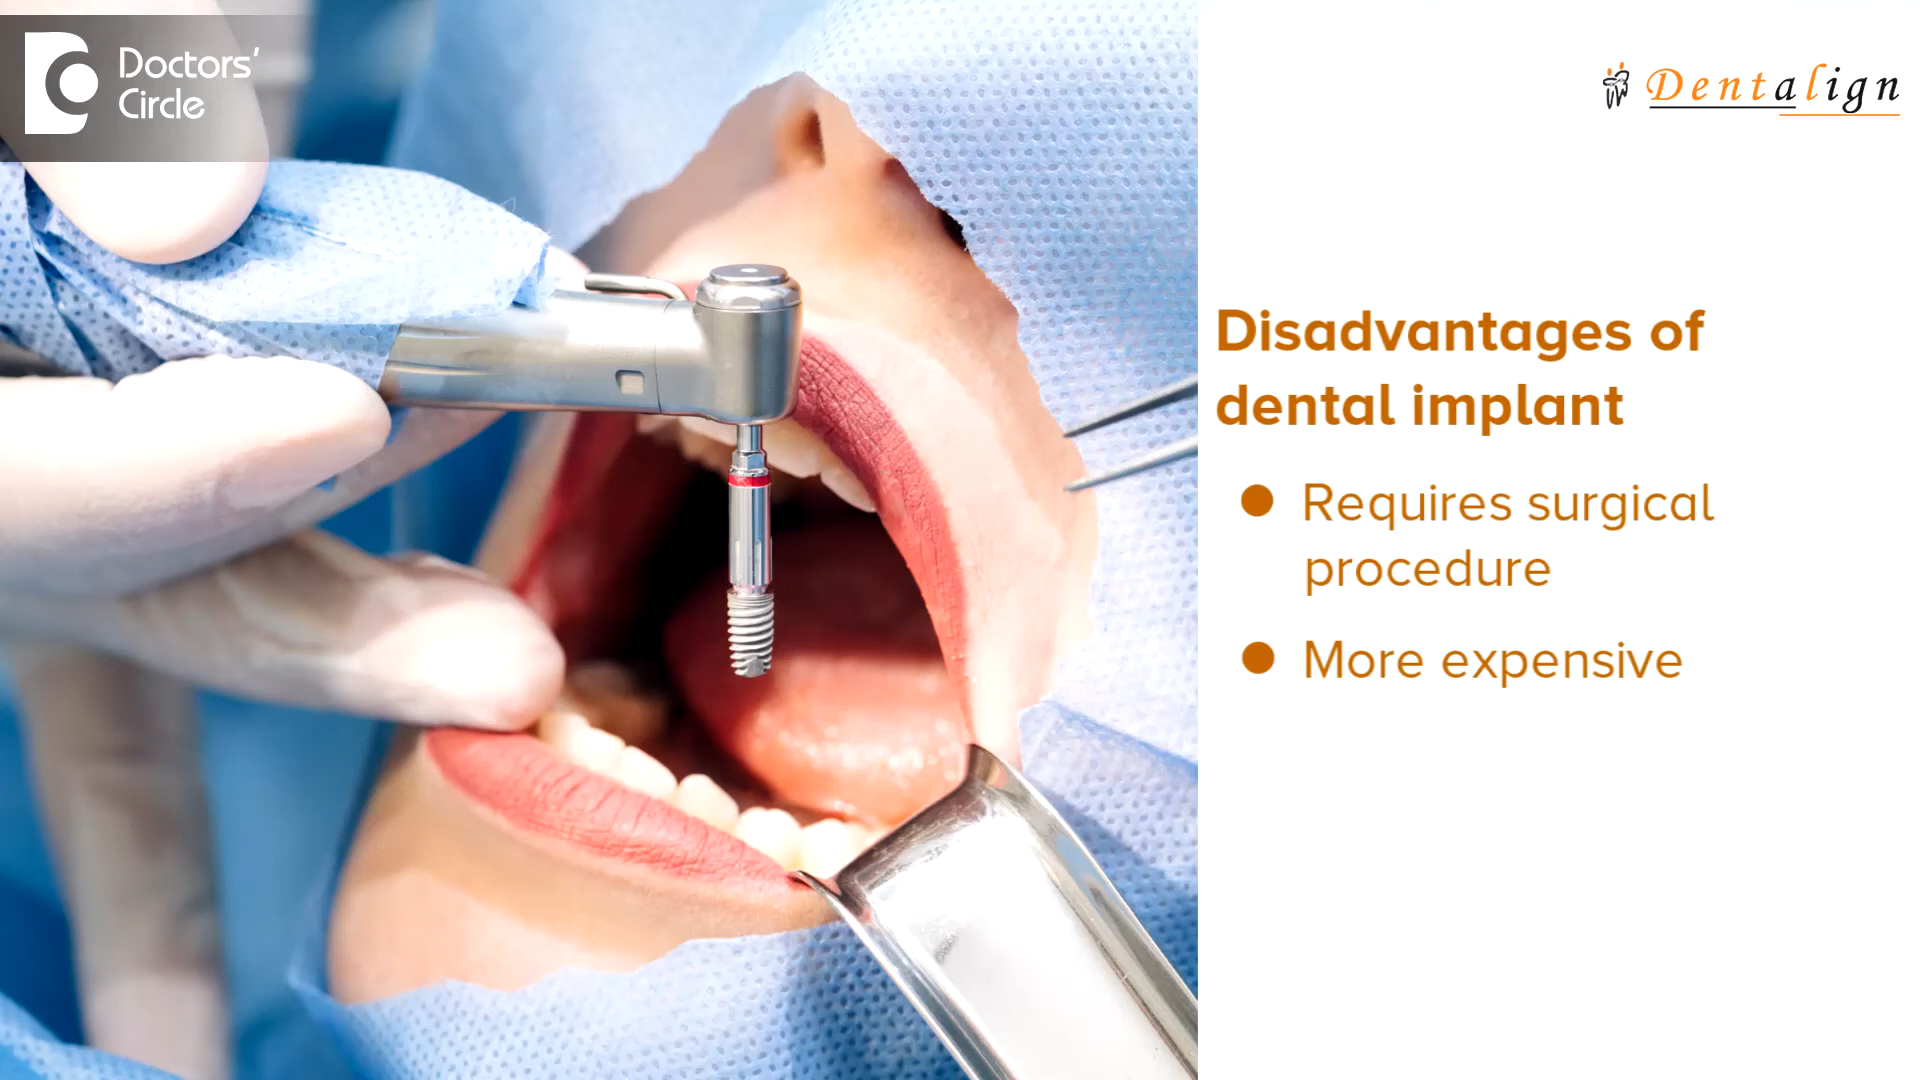 Doctors'
Circle
Dentalign
Disadvantages of
dental implant
● Requires surgical
procedure
● More expensive